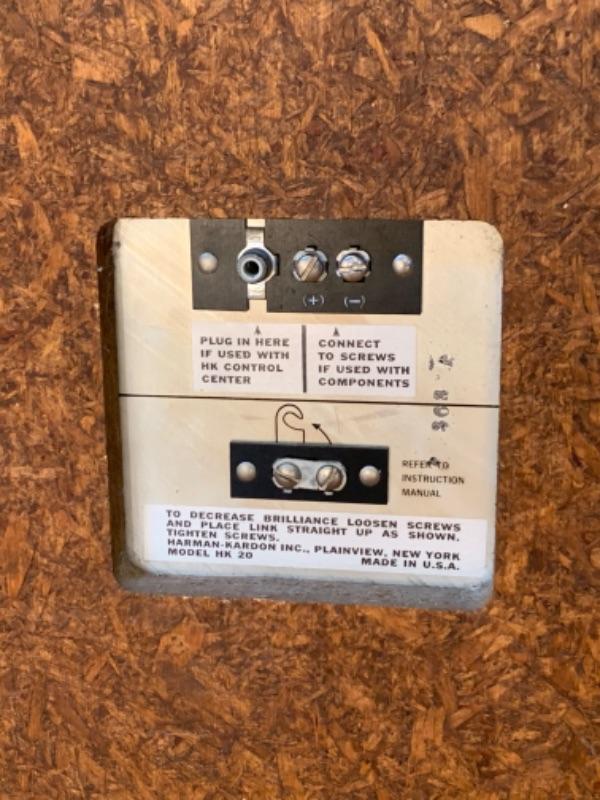 (+) (−)
PLUG IN HERE
IF USED WITH
HK CONTROL
CENTER
CONNECT
TO SCREWS
IF USED WITH
COMPONENTS
REFER TO
INSTRUCTION
MANUAL
TO DECREASE BRILLIANCE LOOSEN SCREWS
AND PLACE LINK STRAIGHT UP AS SHOWN.
TIGHTEN SCREWS.
HARMAN-KARDON INC., PLAINVIEW, NEW YORK
MODEL HK 20 MADE IN U.S.A.